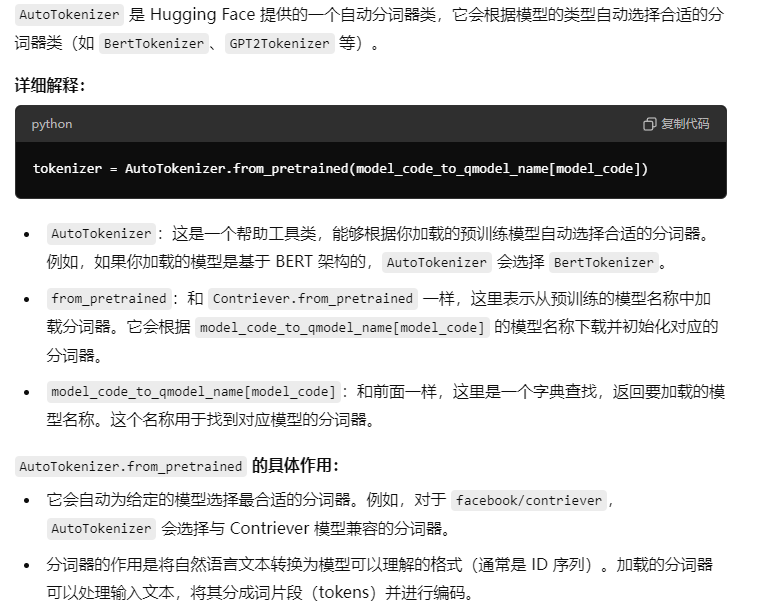 AutoTokenizer 是 Hugging Face 提供的一个自动分词器类，它会根据模型的类型自动选择合适的分
词器类（如 BertTokenizer、GPT2Tokenizer 等）。
详细解释：
python 复制代码
tokenizer = AutoTokenizer.from_pretrained(model_code_to_qmodel_name[model_code])
• AutoTokenizer：这是一个帮助工具类，能够根据你加载的预训练模型自动选择合适的分词器。
例如，如果你加载的模型是基于 BERT 架构的，AutoTokenizer 会选择 BertTokenizer。
• from_pretrained：和 Contriever.from_pretrained 一样，这里表示从预训练的模型名称中加
载分词器。它会根据 model_code_to_qmodel_name[model_code] 的模型名称下载并初始化对应的
分词器。
• model_code_to_qmodel_name[model_code]：和前面一样，这里是一个字典查找，返回要加载的模
型名称。这个名称用于找到对应模型的分词器。
AutoTokenizer.from_pretrained 的具体作用：
• 它会自动为给定的模型选择最合适的分词器。例如，对于 facebook/contriever，
AutoTokenizer 会选择与 Contriever 模型兼容的分词器。
• 分词器的作用是将自然语言文本转换为模型可以理解的格式（通常是 ID 序列）。加载的分词器
可以处理输入文本，将其分成词片段（tokens）并进行编码。